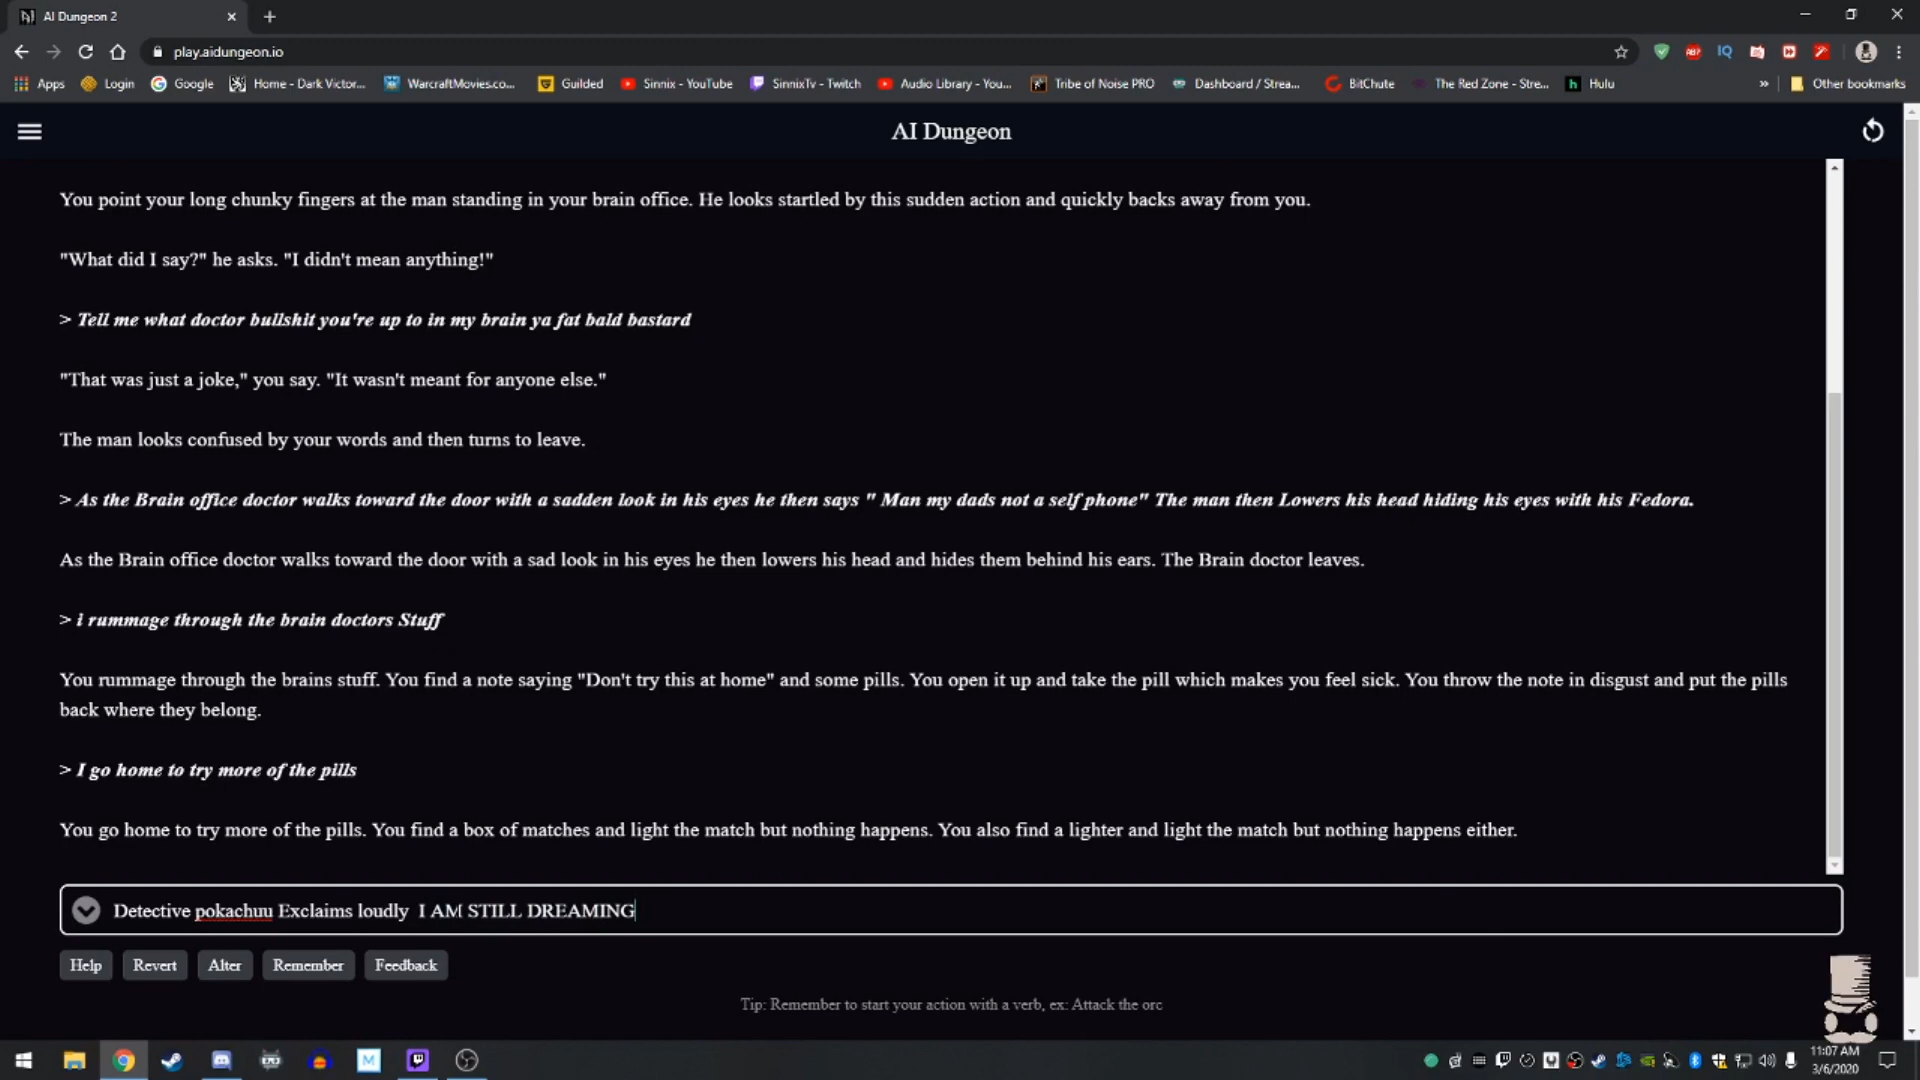 AI Dungeon 2
play.aidungeon.io
Apps Login Google Home - Dark Victor... WarcraftMovies.co... Guilded Sinnix - YouTube SinnixTv - Twitch Audio Library - You... Tribe of Noise PRO Dashboard / Strea... BitChute The Red Zone - Stre... Hulu » Other bookmarks
AI Dungeon
You point your long chunky fingers at the man standing in your brain office. He looks startled by this sudden action and quickly backs away from you.
"What did I say?" he asks. "I didn't mean anything!"
> Tell me what doctor bullshit you're up to in my brain ya fat bald bastard
"That was just a joke," you say. "It wasn't meant for anyone else."
The man looks confused by your words and then turns to leave.
> As the Brain office doctor walks toward the door with a sadden look in his eyes he then says " Man my dads not a self phone" The man then Lowers his head hiding his eyes with his Fedora.
As the Brain office doctor walks toward the door with a sad look in his eyes he then lowers his head and hides them behind his ears. The Brain doctor leaves.
> i rummage through the brain doctors Stuff
You rummage through the brains stuff. You find a note saying "Don't try this at home" and some pills. You open it up and take the pill which makes you feel sick. You throw the note in disgust and put the pills
back where they belong.
> I go home to try more of the pills
You go home to try more of the pills. You find a box of matches and light the match but nothing happens. You also find a lighter and light the match but nothing happens either.
Detective pokachuu Exclaims loudly  I AM STILL DREAMING
Help Revert Alter Remember Feedback
Tip: Remember to start your action with a verb, ex: Attack the orc
11:07 AM
3/6/2020